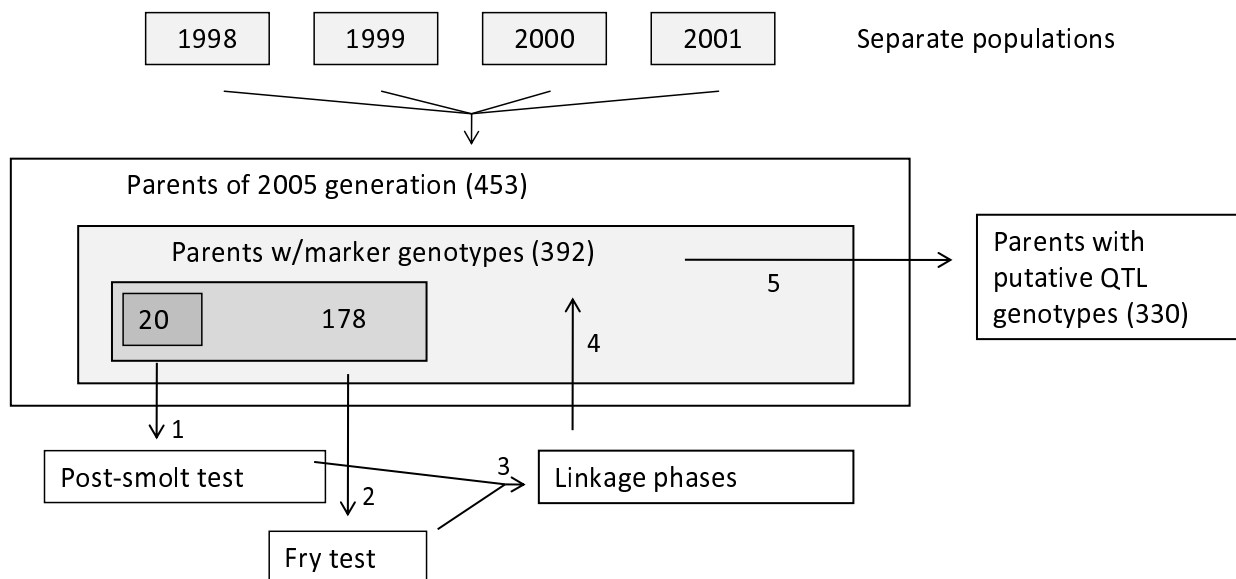 1998 1999 2000 2001 Separate populations
Parents of 2005 generation (453)
Parents w/marker genotypes (392)
20 178
5
Parents with
putative QTL
genotypes (330)
4
1
Post-smolt test
3
Linkage phases
2
Fry test